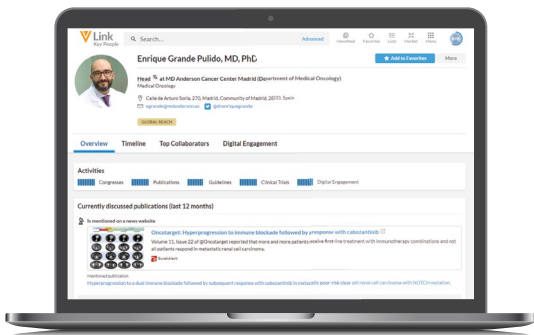 Link
Key People
Search...
Advanced
Favorites
Lists
Market
Menu
Enrique Grande Pulido, MD, PhD
Add to Favorites
More
Head at MD Anderson Cancer Center Madrid (Department of Medical Oncology)
Medical Oncology
Calle de Arturo Soria, 270, Madrid, Community of Madrid, 28033, Spain
@drenriquegrande
GLOBAL REACH
Overview
Timeline
Top Collaborators
Digital Engagement
Activities
Congresses
Publications
Guidelines
Clinical Trials
Digital Engagement
Currently discussed publications (last 12 months)
Is mentioned on a news website
Oncotarget: Hyperprogression to immune blockade followed by response with cabozantinib
Volume 11, Issue 22 of @Oncotarget reported that more and more patients receive first-line treatment with immunotherapy combinations and not
all patients respond in metastatic renal cell carcinoma.
EurekAlert
Mentioned publication
Hyperprogression to a dual immune blockade followed by subsequent response with cabozantinib in metastatic poor-risk clear cell renal cell carcinoma with NOTCH mutation.